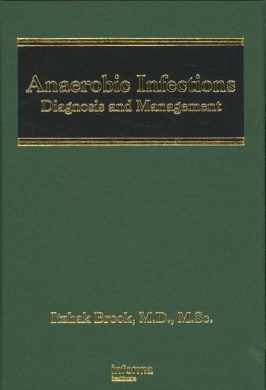 Anaerobic Infections
Diagnosis and Management
Itzhak Brook, M.D., M.Sc.
informa
healthcare